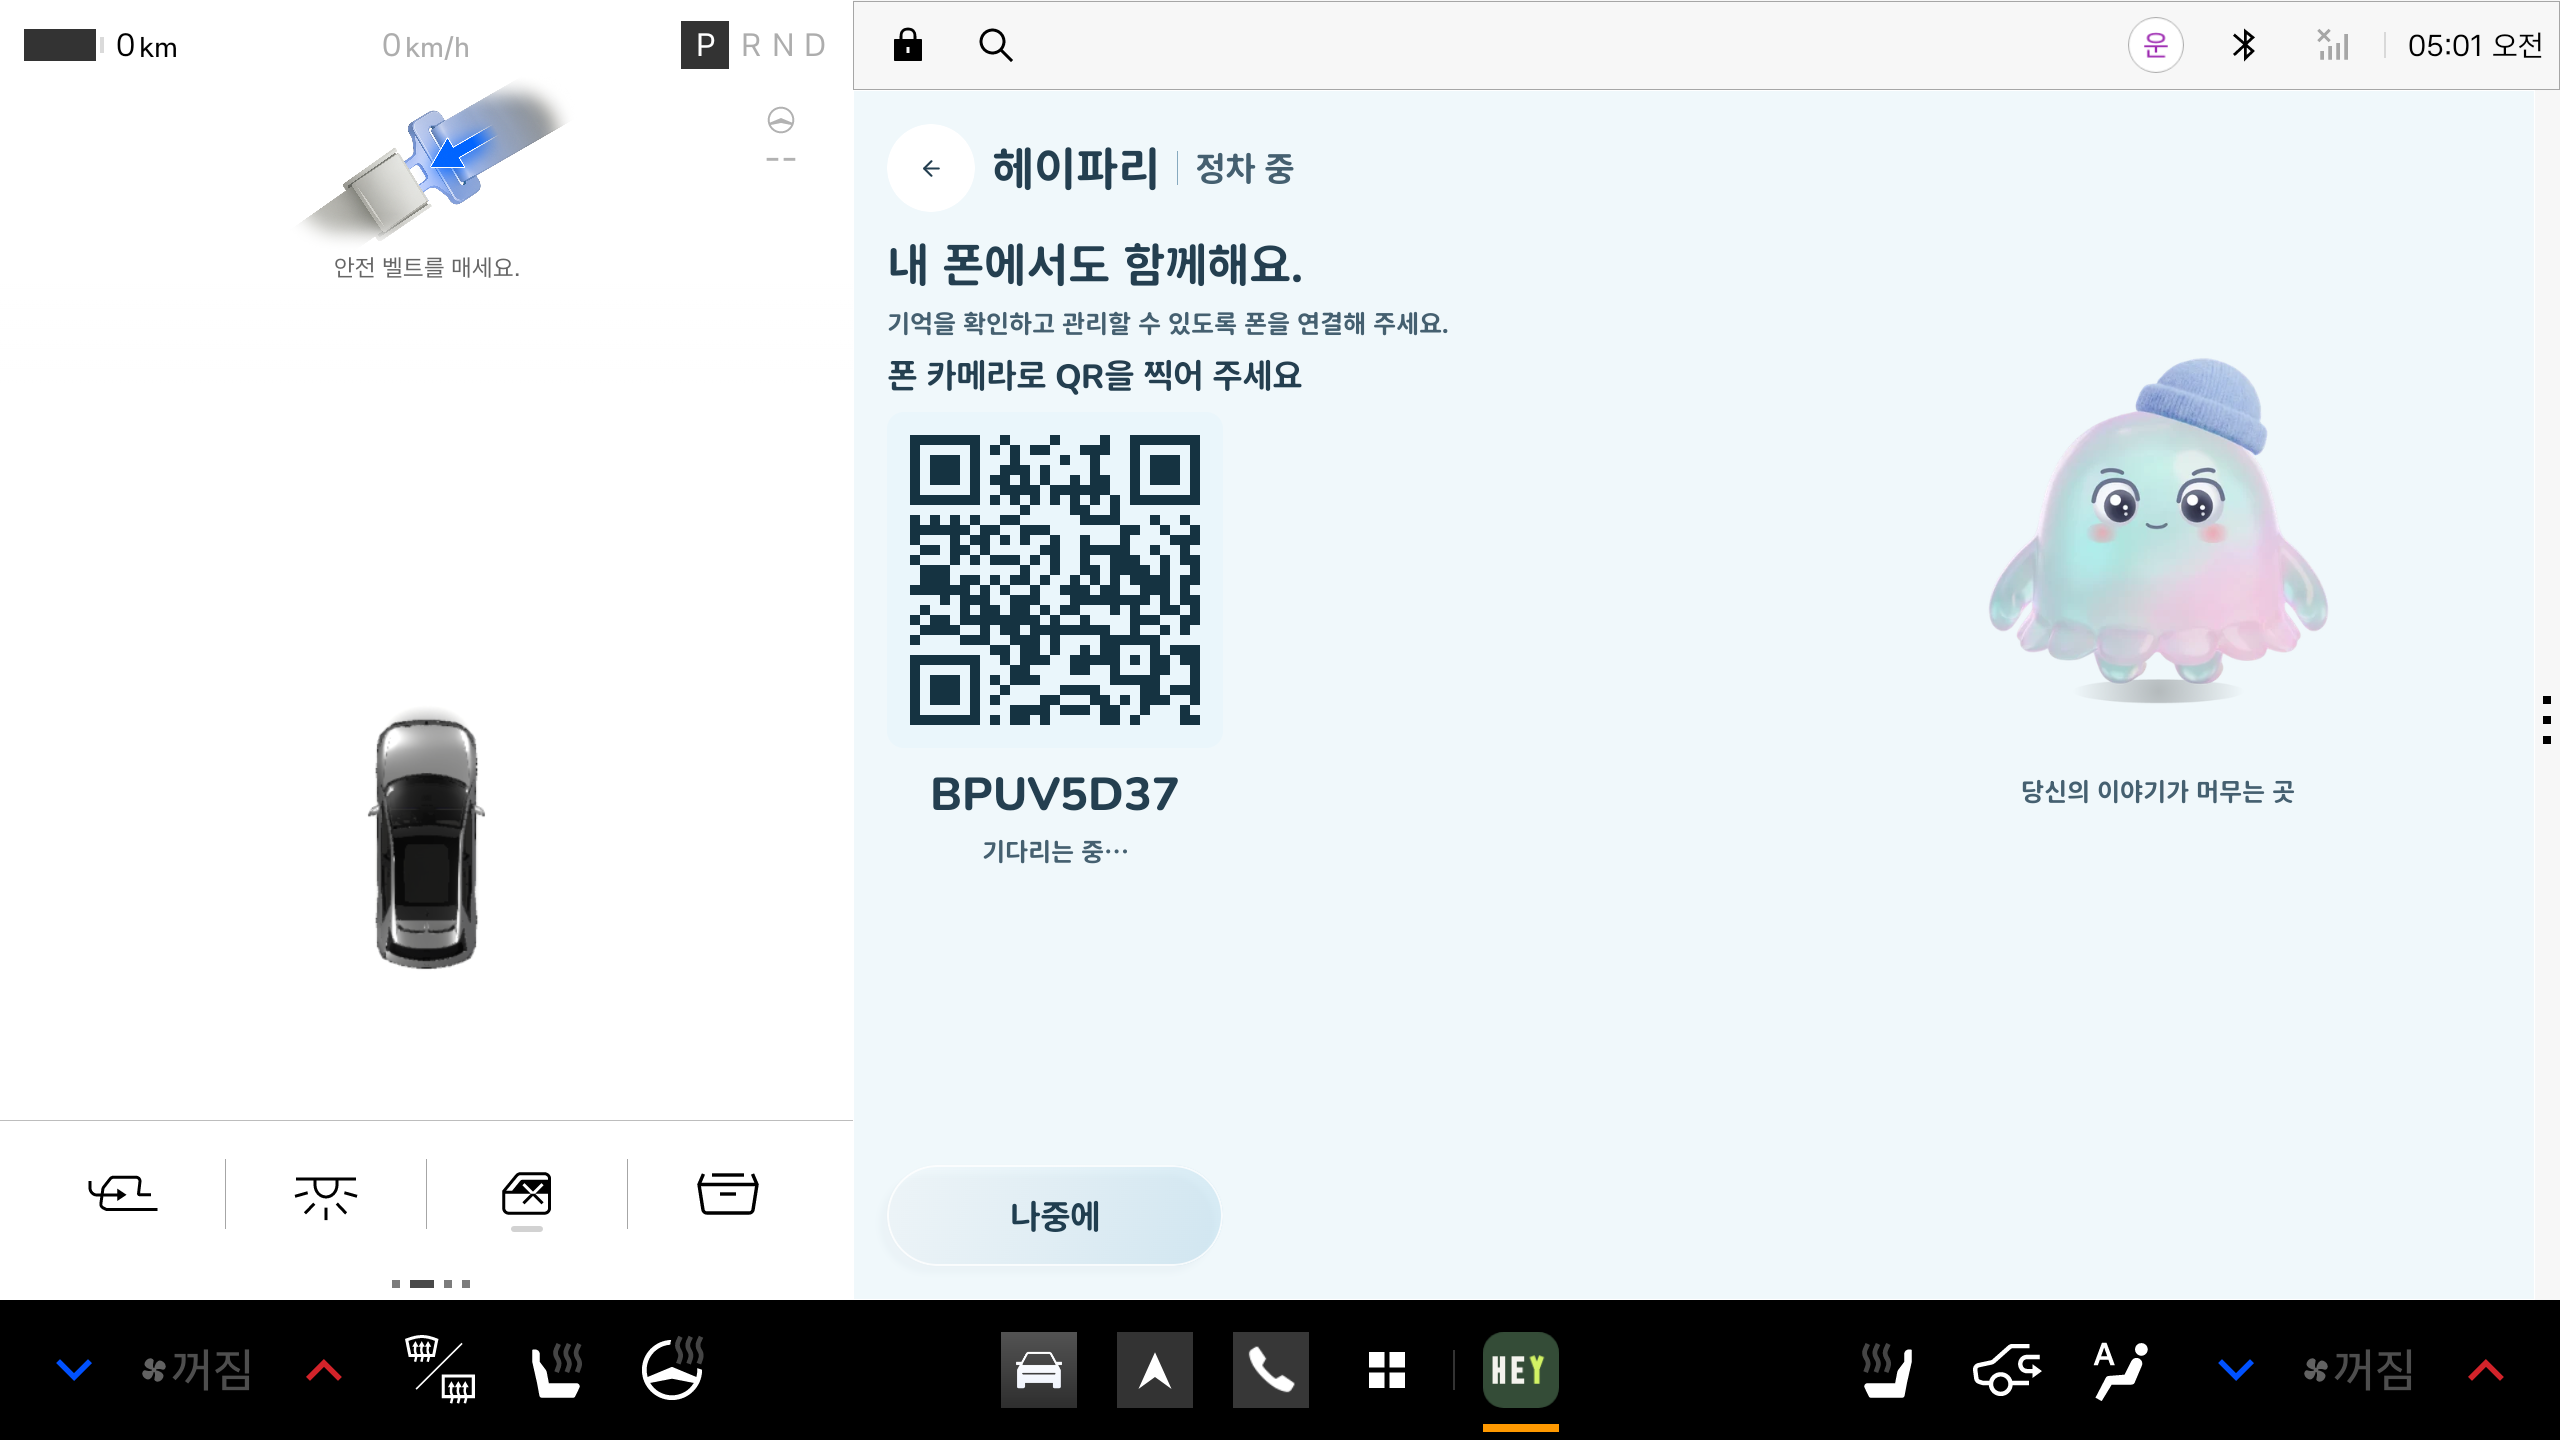 0 km
0 km/h
P R N D
안전 벨트를 매세요.
--
운
05:01 오전
헤이파리
정차 중
내 폰에서도 함께해요.
기억을 확인하고 관리할 수 있도록 폰을 연결해 주세요.
폰 카메라로 QR을 찍어 주세요
BPUV5D37
기다리는 중…
당신의 이야기가 머무는 곳
나중에
꺼짐
HEY
A
꺼짐